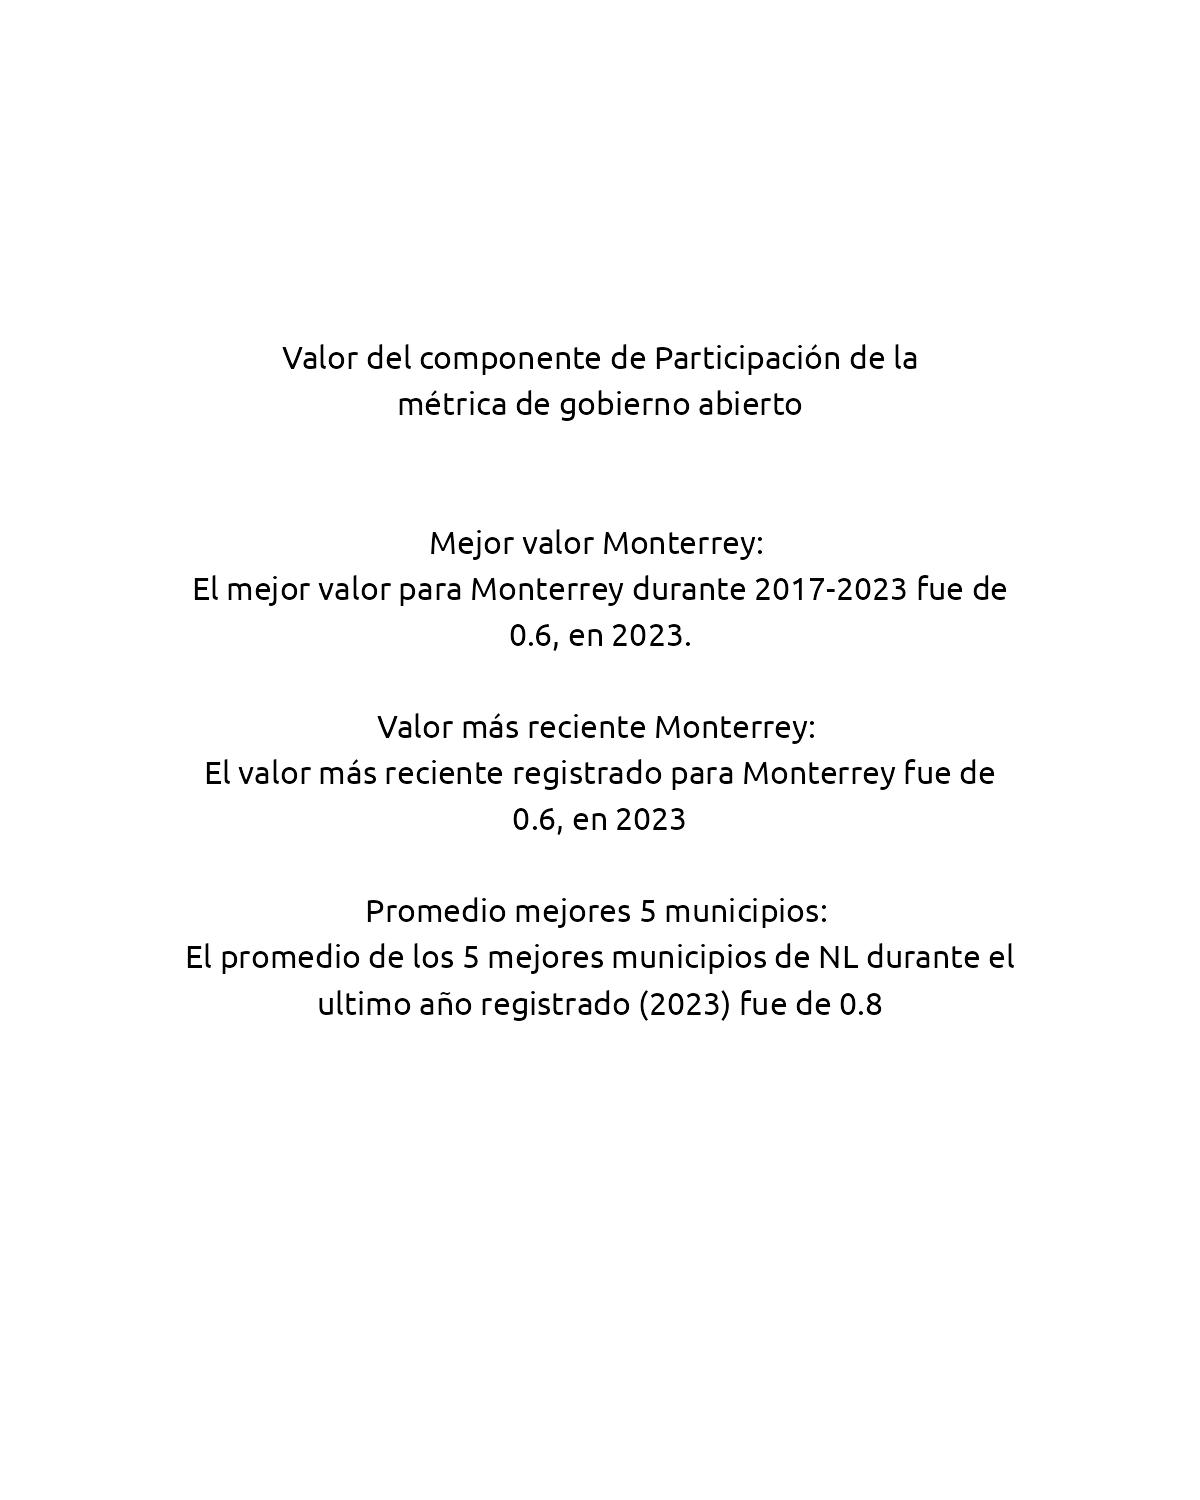 Valor del componente de Participación de la
métrica de gobierno abierto
Mejor valor Monterrey:
El mejor valor para Monterrey durante 2017-2023 fue de
0.6, en 2023.
Valor más reciente Monterrey:
El valor más reciente registrado para Monterrey fue de
0.6, en 2023
Promedio mejores 5 municipios:
El promedio de los 5 mejores municipios de NL durante el
ultimo año registrado (2023) fue de 0.8